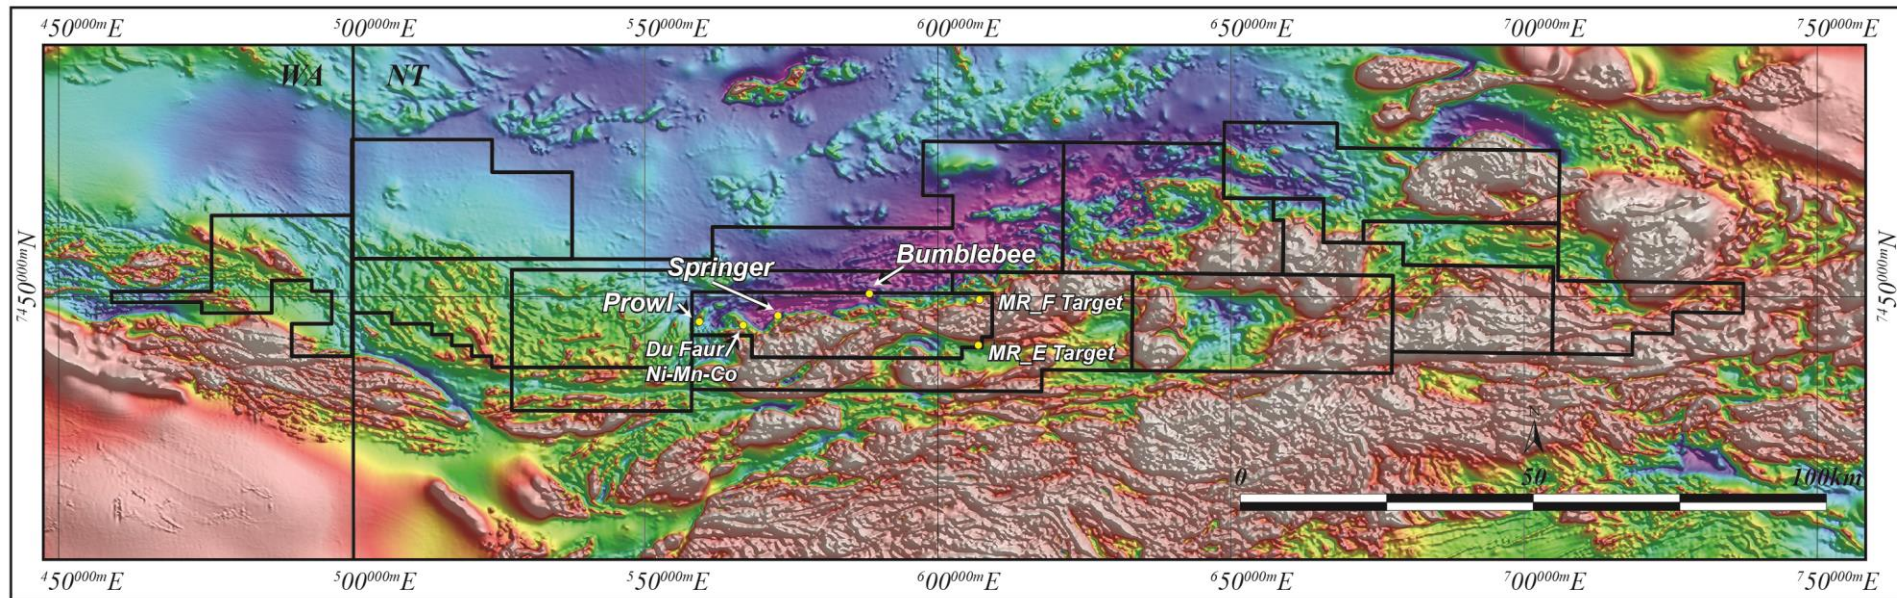 450000mE 500000mE 550000mE 600000mE 650000mE 700000mE 750000mE
WA NT
7450000mN
7450000mN
Bumblebee
Springer
Prowl
MR_F Target
Du Faur
Ni-Mn-Co
MR_E Target
N
0 50 100km
450000mE 500000mE 550000mE 600000mE 650000mE 700000mE 750000mE